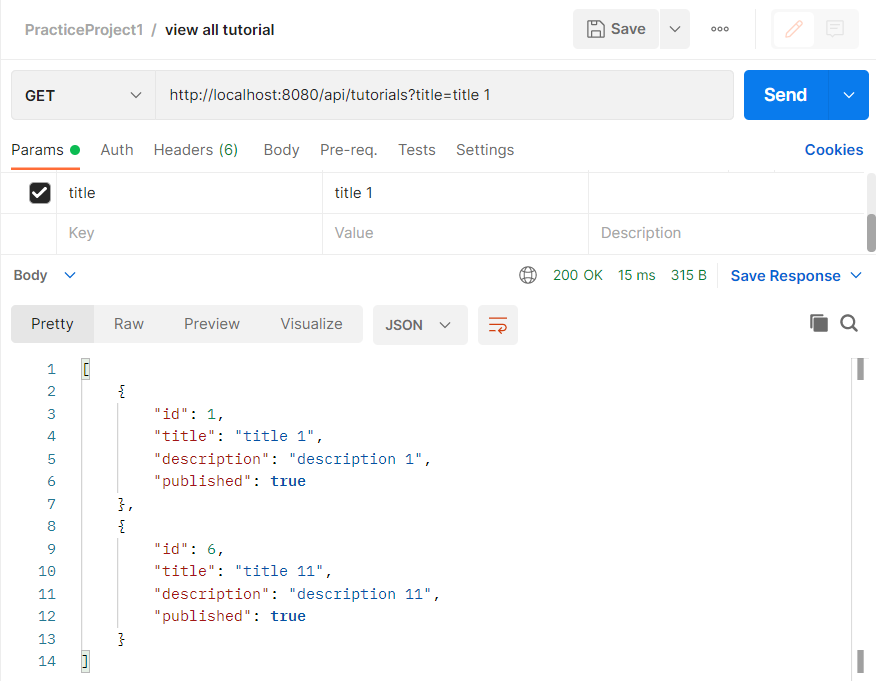 PracticeProject1 / view all tutorial
Save
GET http://localhost:8080/api/tutorials?title=title 1 Send
Params Auth Headers (6) Body Pre-req. Tests Settings Cookies
title title 1
Key Value Description
Body 200 OK 15 ms 315 B Save Response
Pretty Raw Preview Visualize JSON
1 [
2 {
3 "id": 1,
4 "title": "title 1",
5 "description": "description 1",
6 "published": true
7 },
8 {
9 "id": 6,
10 "title": "title 11",
11 "description": "description 11",
12 "published": true
13 }
14 ]